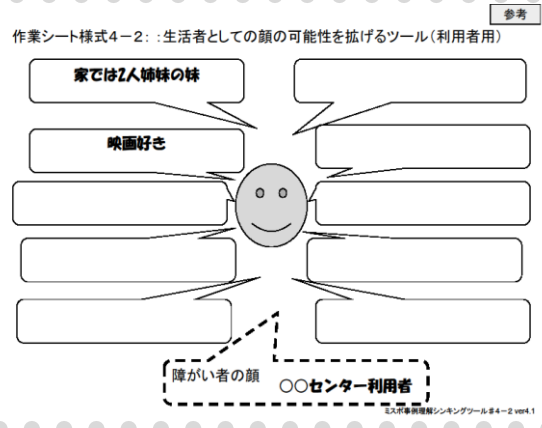 参考
作業シート様式4－2：：生活者としての顔の可能性を拡げるツール（利用者用）
家では2人姉妹の妹
映画好き
障がい者の顔
○○センター利用者
ミスポ事例理解シンキングツール＃4－2 ver4.1